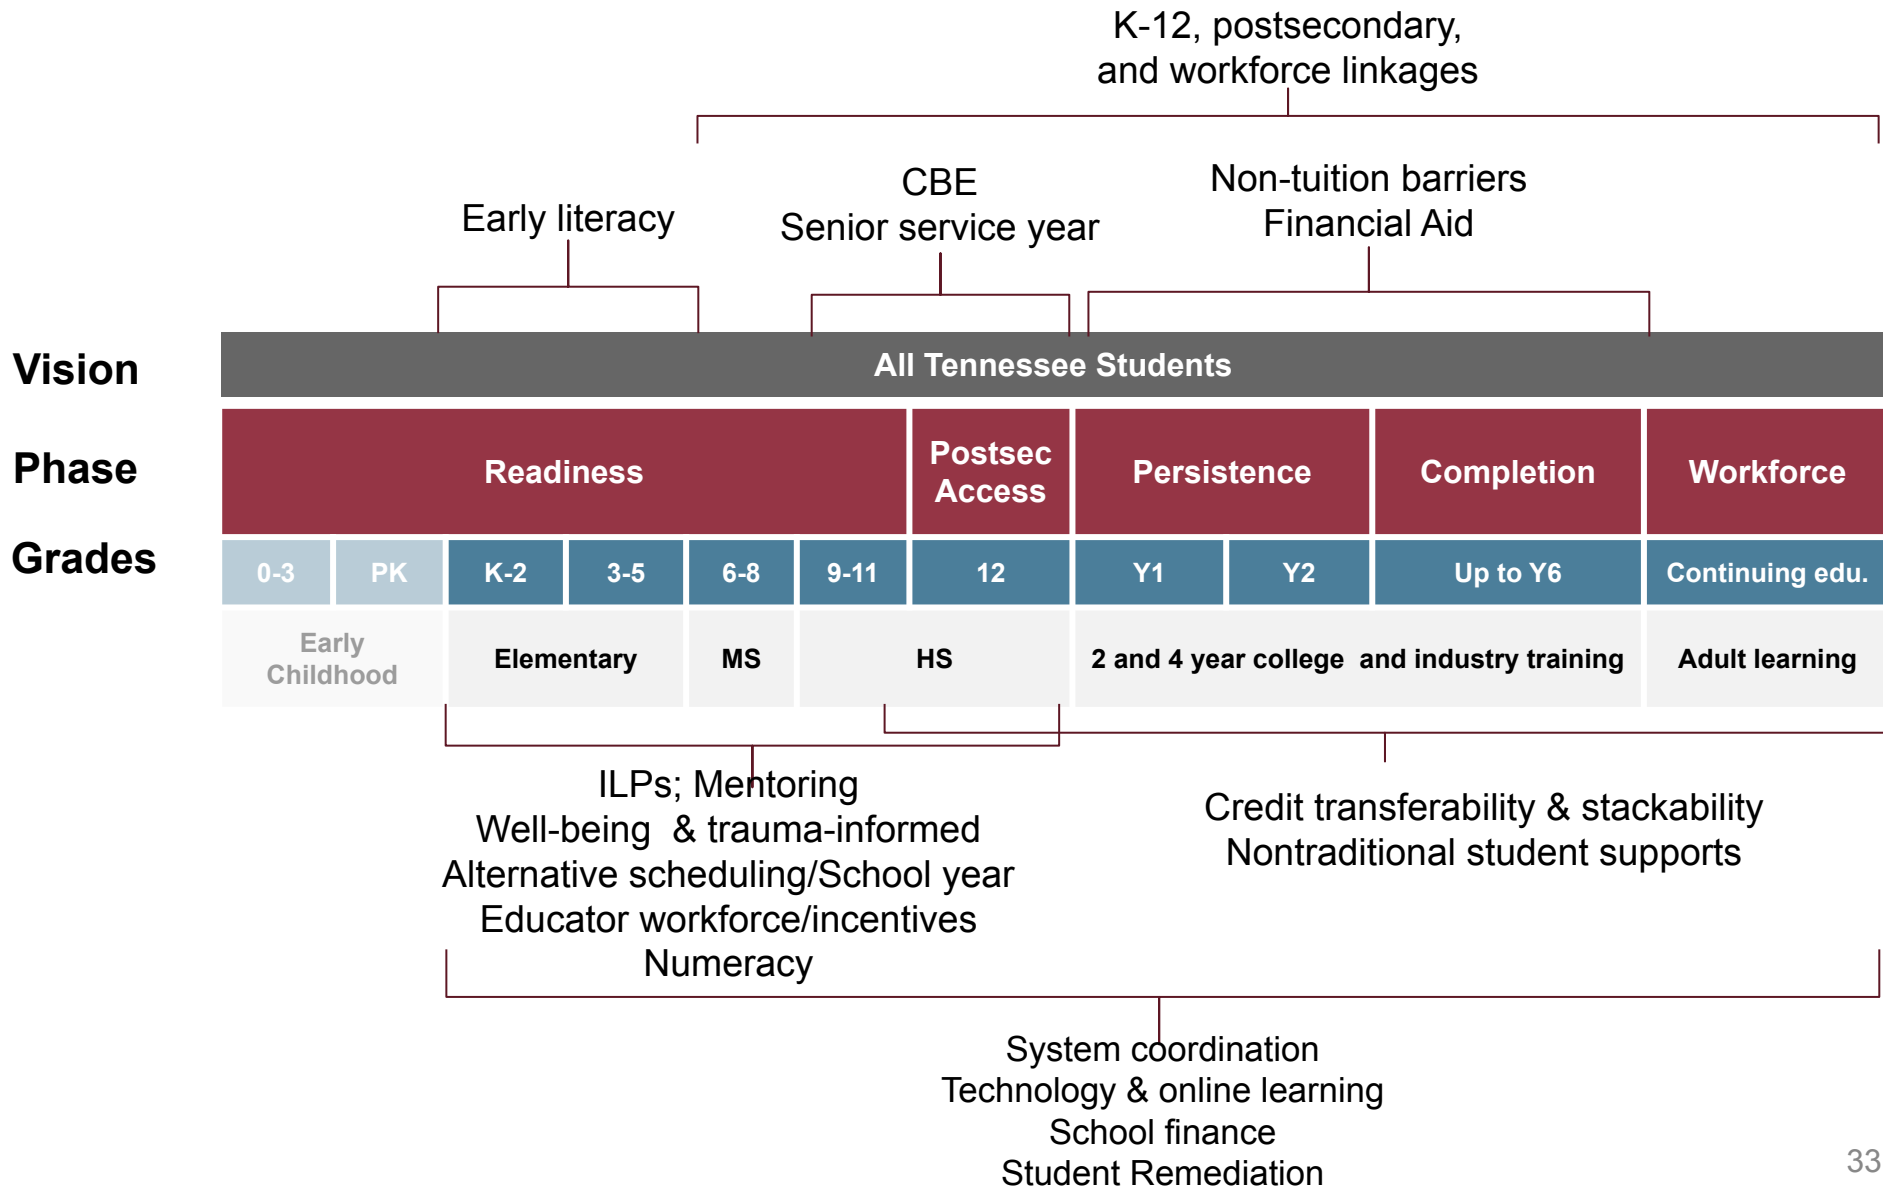 K-12, postsecondary,
and workforce linkages
Early literacy
CBE
Senior service year
Non-tuition barriers
Financial Aid
Vision
All Tennessee Students
Phase
Readiness
Postsec
Access
Persistence
Completion
Workforce
Grades
0-3
PK
K-2
3-5
6-8
9-11
12
Y1
Y2
Up to Y6
Continuing edu.
Early
Childhood
Elementary
MS
HS
2 and 4 year college and industry training
Adult learning
ILPs; Mentoring
Well-being & trauma-informed
Alternative scheduling/School year
Educator workforce/incentives
Numeracy
Credit transferability & stackability
Nontraditional student supports
System coordination
Technology & online learning
School finance
Student Remediation
33